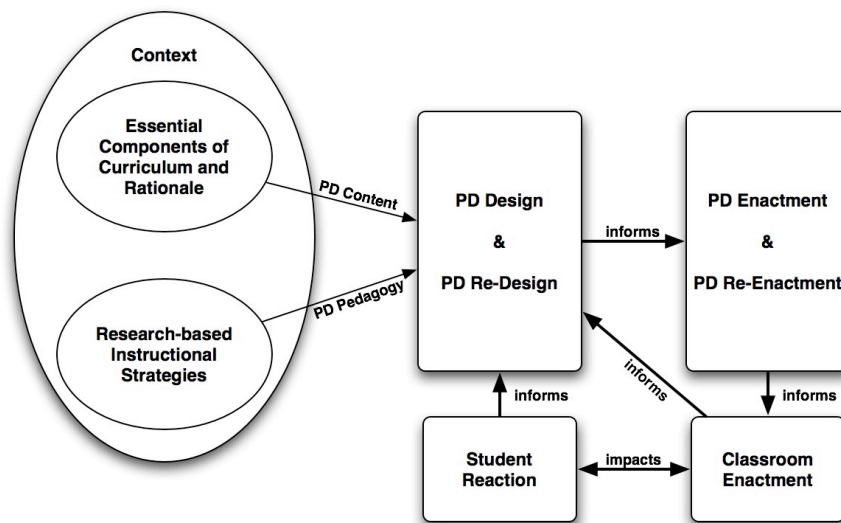 Context
Essential
Components of
Curriculum and
Rationale
PD Content
PD Pedagogy
Research-based
Instructional
Strategies
PD Design
&
PD Re-Design
informs
PD Enactment
&
PD Re-Enactment
informs
informs
informs
Student
Reaction
impacts
Classroom
Enactment